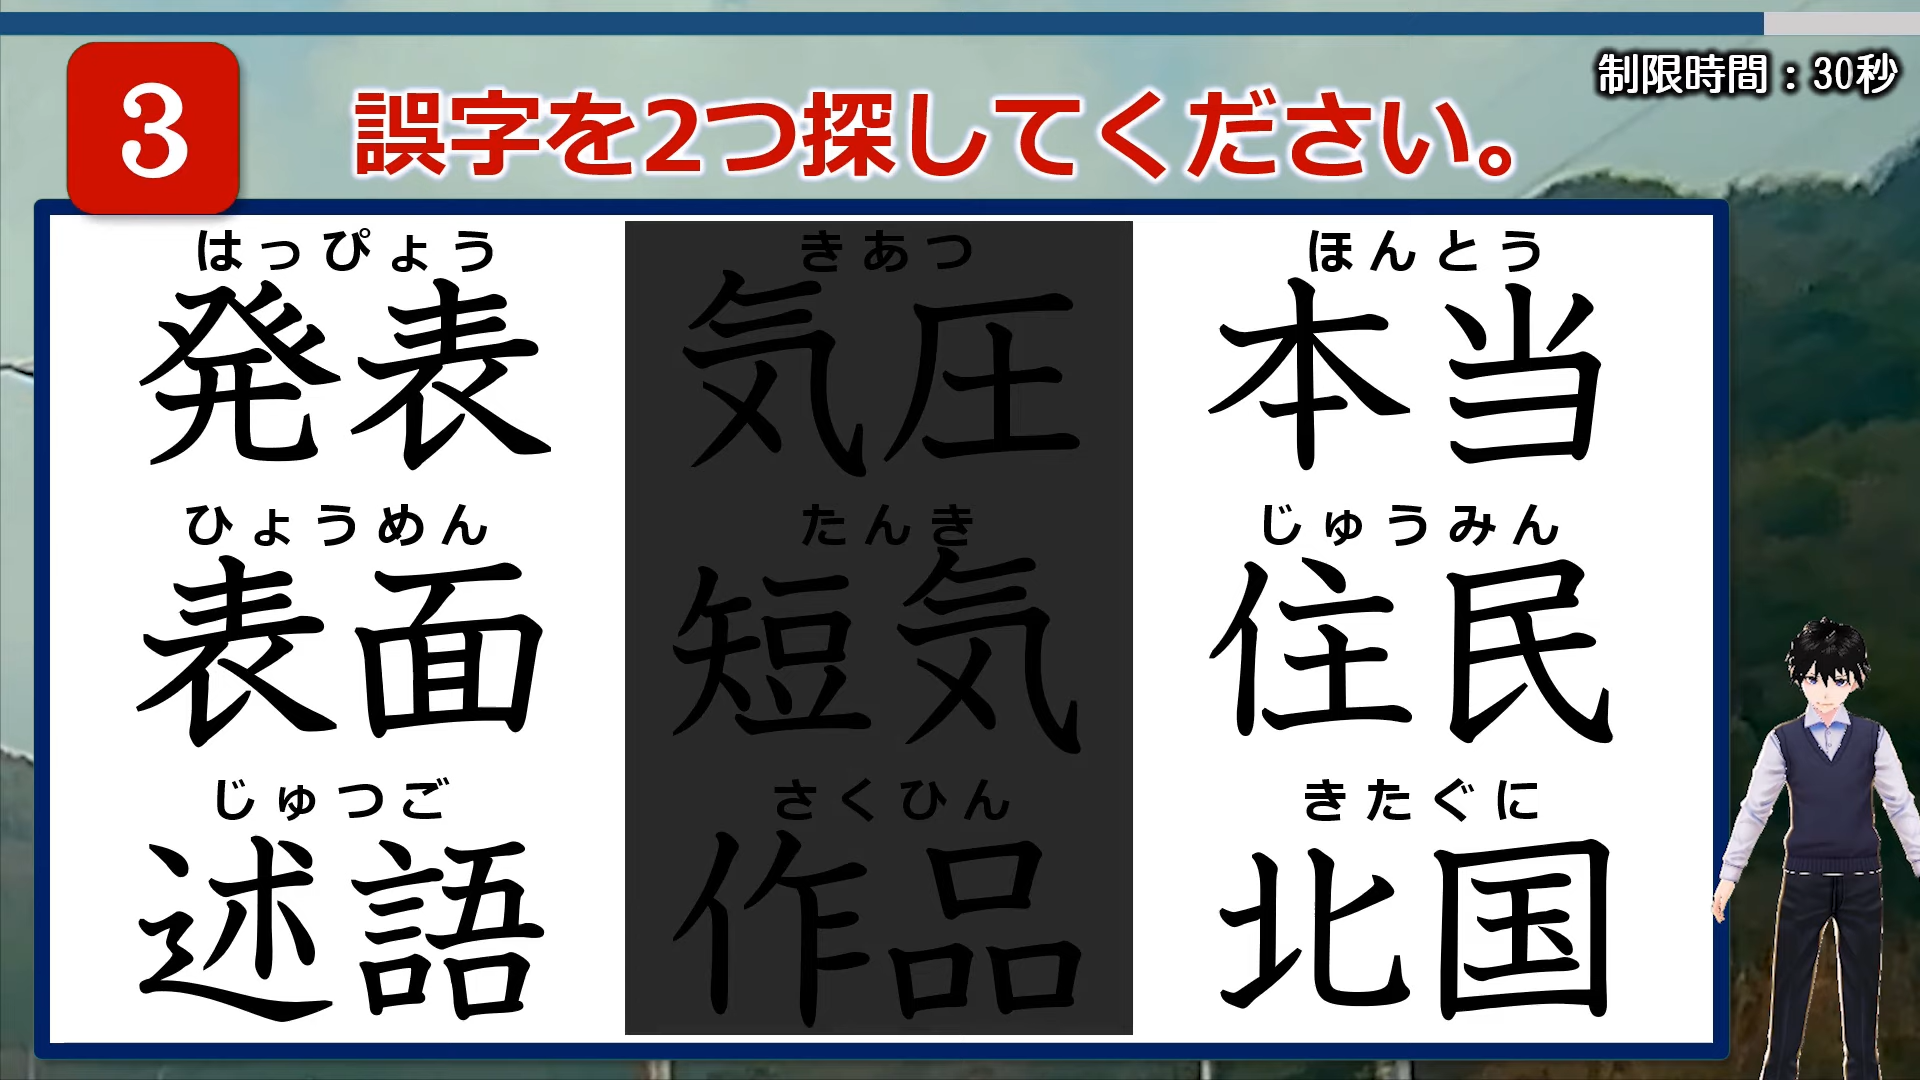 3
誤字を2つ探してください。
制限時間：30秒
はっぴょう きあつ ほんとう
発表 気圧 本当
ひょうめん たんき じゅうみん
表面 短気 住民
じゅつご さくひん きたぐに
述語 作品 北国